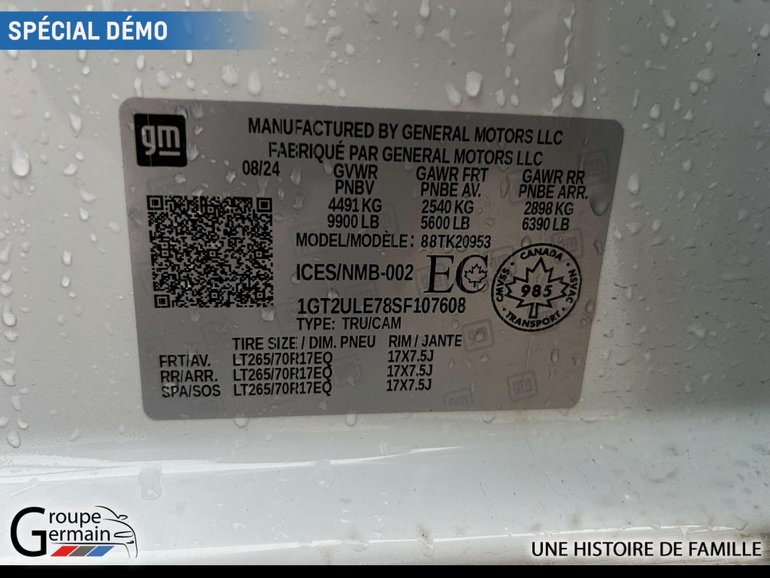 SPÉCIAL DÉMO
gm
MANUFACTURED BY GENERAL MOTORS LLC
FABRIQUÉ PAR GENERAL MOTORS LLC
08/24 GVWR GAWR FRT GAWR RR
PNBV PNBE AV. PNBE ARR.
4491 KG 2540 KG 2898 KG
9900 LB 5600 LB 6390 LB
MODEL/MODÈLE: 88TK20953
ICES/NMB-002 EC
CANADA
CMVSS 985 NSVAC
TRANSPORT
1GT2ULE78SF107608
TYPE: TRU/CAM
TIRE SIZE / DIM. PNEU RIM / JANTE
FRT/AV. LT265/70R17EQ 17X7.5J
RR/ARR. LT265/70R17EQ 17X7.5J
SPA/SOS LT265/70R17EQ 17X7.5J
Groupe
Germain
UNE HISTOIRE DE FAMILLE